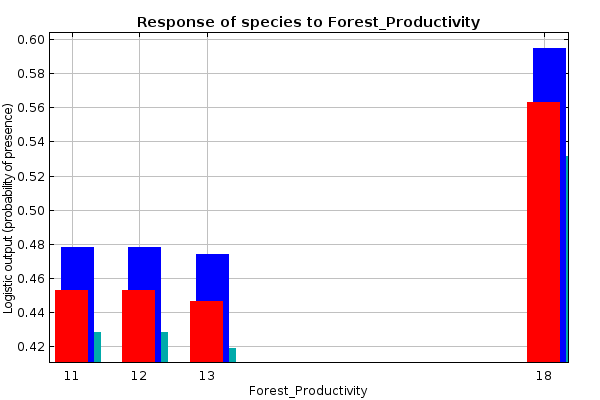 Response of species to Forest_Productivity
Logistic output (probability of presence)
0.60
0.58
0.56
0.54
0.52
0.50
0.48
0.46
0.44
0.42
11 12 13 18
Forest_Productivity